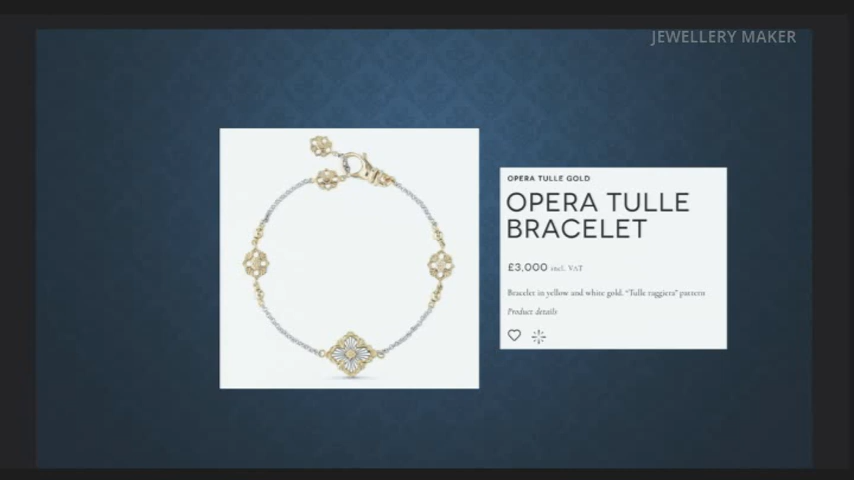 JEWELLERY MAKER
OPERA TULLE GOLD
OPERA TULLE
BRACELET
£3,000 incl. VAT
Bracelet in yellow and white gold. "Tulle raggiera" pattern
Product details